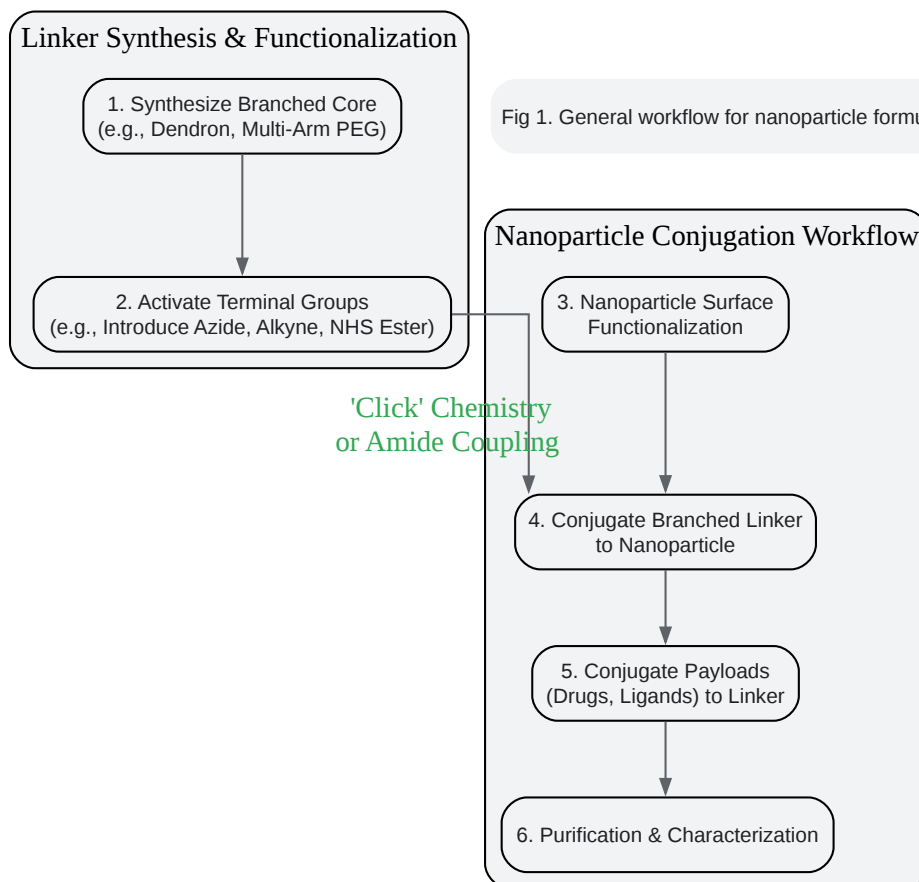 Linker Synthesis & Functionalization
1. Synthesize Branched Core
(e.g., Dendron, Multi-Arm PEG)
Fig 1. General workflow for nanoparticle
2. Activate Terminal Groups
(e.g., Introduce Azide, Alkyne, NHS Ester)
'Click' Chemistry
or Amide Coupling
Nanoparticle Conjugation Workflow
3. Nanoparticle Surface
Functionalization
4. Conjugate Branched Linker
to Nanoparticle
5. Conjugate Payloads
(Drugs, Ligands) to Linker
6. Purification & Characterization